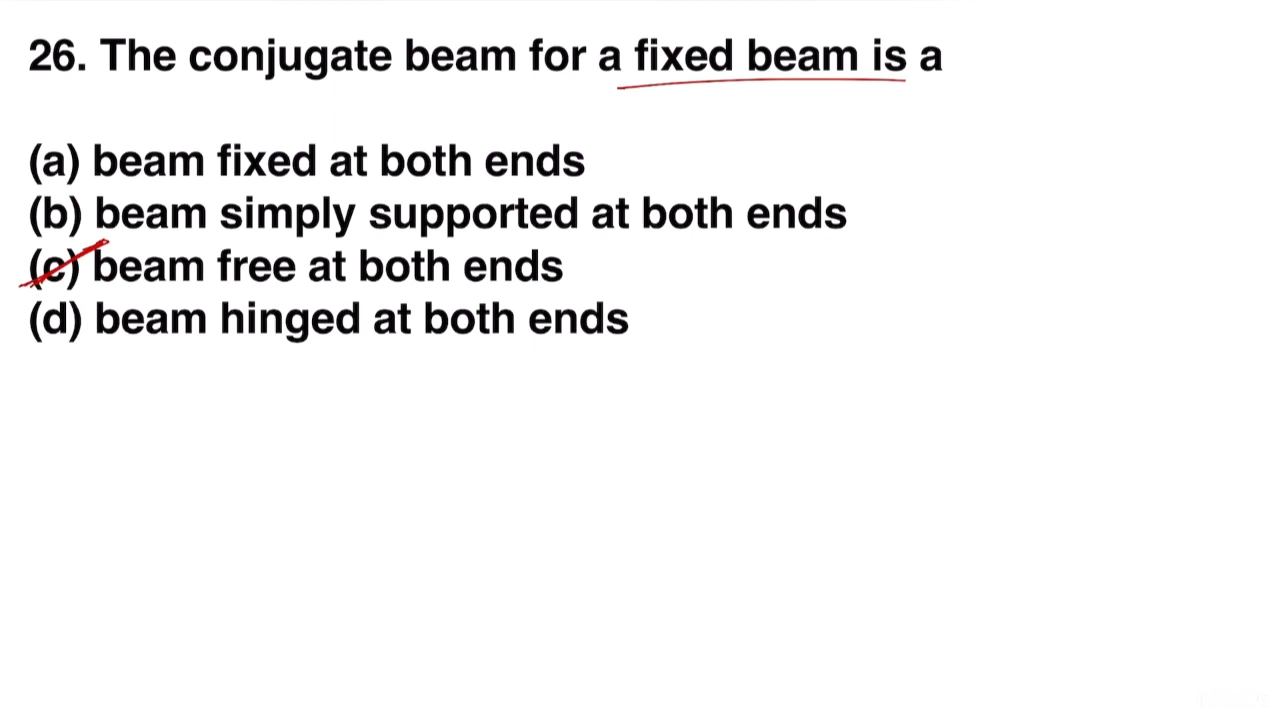 26. The conjugate beam for a fixed beam is a
(a) beam fixed at both ends
(b) beam simply supported at both ends
(c) beam free at both ends
(d) beam hinged at both ends